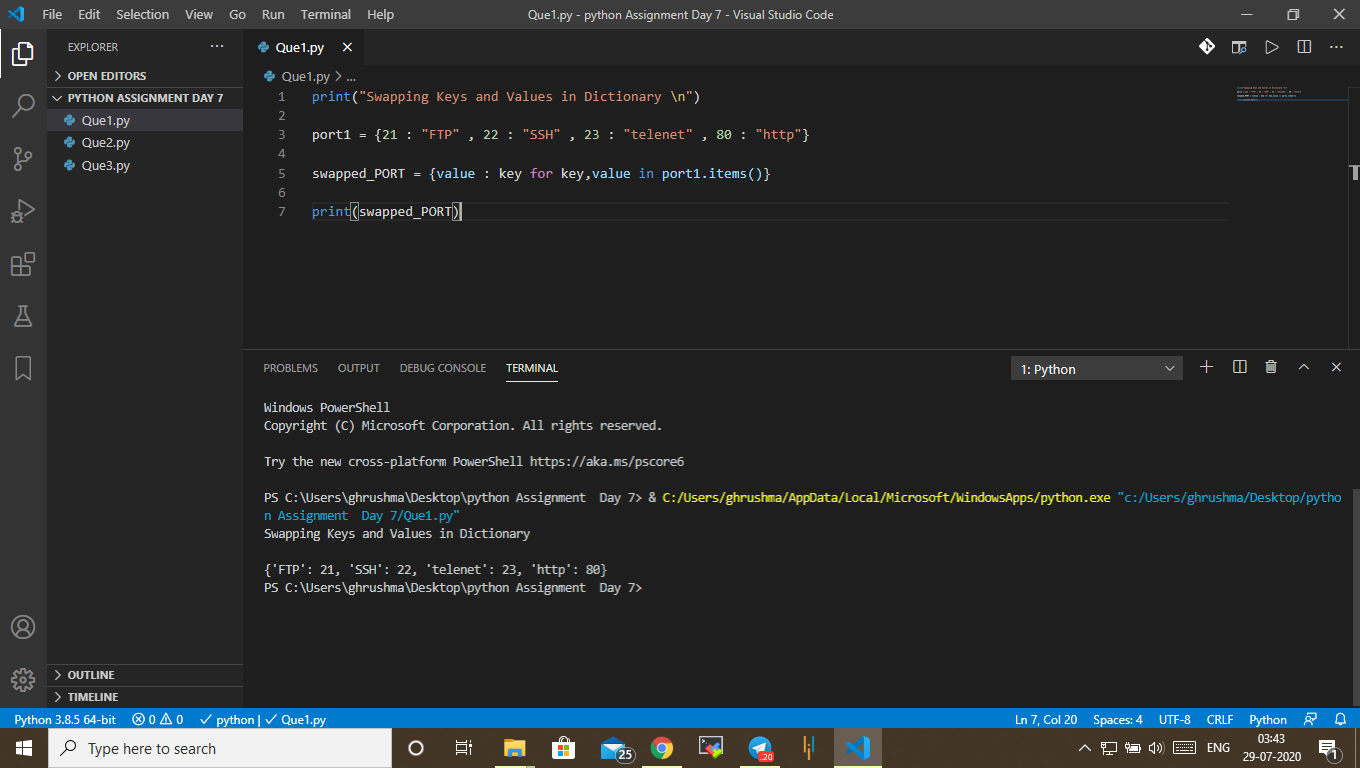 File Edit Selection View Go Run Terminal Help
Que1.py - python Assignment Day 7 - Visual Studio Code
EXPLORER
OPEN EDITORS
PYTHON ASSIGNMENT DAY 7
Que1.py
Que2.py
Que3.py
OUTLINE
TIMELINE
Que1.py
Que1.py > ...
1 print("Swapping Keys and Values in Dictionary \n")
2
3 port1 = {21 : "FTP" , 22 : "SSH" , 23 : "telenet" , 80 : "http"}
4
5 swapped_PORT = {value : key for key,value in port1.items()}
6
7 print(swapped_PORT)
PROBLEMS OUTPUT DEBUG CONSOLE TERMINAL
1: Python
Windows PowerShell
Copyright (C) Microsoft Corporation. All rights reserved.
Try the new cross-platform PowerShell https://aka.ms/pscore6
PS C:\Users\ghrushma\Desktop\python Assignment  Day 7> & C:/Users/ghrushma/AppData/Local/Microsoft/WindowsApps/python.exe "c:/Users/ghrushma/Desktop/pytho
n Assignment  Day 7/Que1.py"
Swapping Keys and Values in Dictionary
{'FTP': 21, 'SSH': 22, 'telenet': 23, 'http': 80}
PS C:\Users\ghrushma\Desktop\python Assignment  Day 7>
Python 3.8.5 64-bit 0 0 python | Que1.py
Ln 7, Col 20 Spaces: 4 UTF-8 CRLF Python
Type here to search
25
20
ENG
03:43
29-07-2020
1